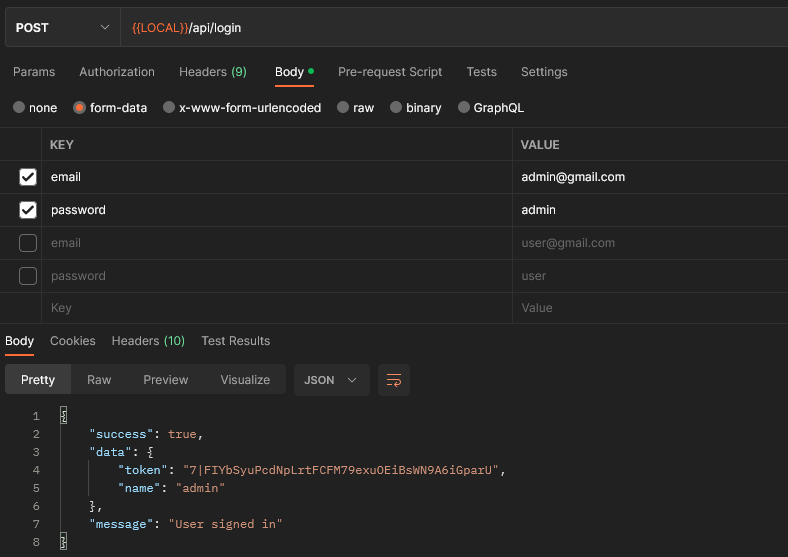 POST {{LOCAL}}/api/login
Params Authorization Headers (9) Body Pre-request Script Tests Settings
none form-data x-www-form-urlencoded raw binary GraphQL
KEY VALUE
email admin@gmail.com
password admin
email user@gmail.com
password user
Key Value
Body Cookies Headers (10) Test Results
Pretty Raw Preview Visualize JSON
1 {
2 "success": true,
3 "data": {
4 "token": "7|FIYbSyuPcdNpLrtFCFM79exuOEiBsWN9A6iGparU",
5 "name": "admin"
6 },
7 "message": "User signed in"
8 }